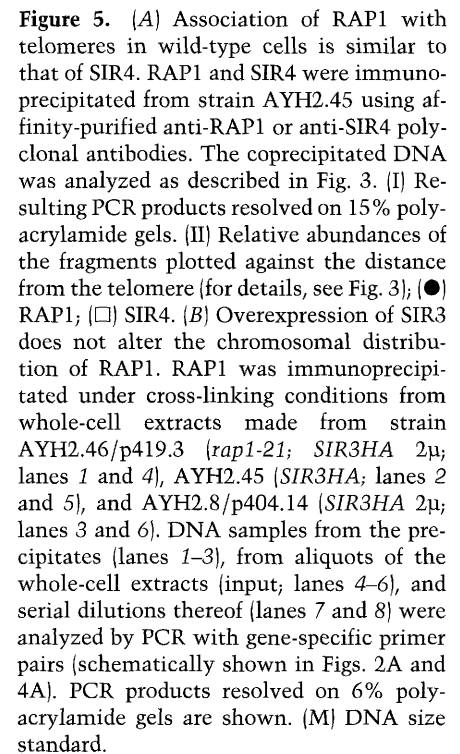 Figure 5. (A) Association of RAP1 with
telomeres in wild-type cells is similar to
that of SIR4. RAP1 and SIR4 were immuno-
precipitated from strain AYH2.45 using af-
finity-purified anti-RAP1 or anti-SIR4 poly-
clonal antibodies. The coprecipitated DNA
was analyzed as described in Fig. 3. (I) Re-
sulting PCR products resolved on 15% poly-
acrylamide gels. (II) Relative abundances of
the fragments plotted against the distance
from the telomere (for details, see Fig. 3); (●)
RAP1; (□) SIR4. (B) Overexpression of SIR3
does not alter the chromosomal distribu-
tion of RAP1. RAP1 was immunoprecipi-
tated under cross-linking conditions from
whole-cell extracts made from strain
AYH2.46/p419.3 (rap1-21; SIR3HA 2μ;
lanes 1 and 4), AYH2.45 (SIR3HA; lanes 2
and 5), and AYH2.8/p404.14 (SIR3HA 2μ;
lanes 3 and 6). DNA samples from the pre-
cipitates (lanes 1–3), from aliquots of the
whole-cell extracts (input; lanes 4–6), and
serial dilutions thereof (lanes 7 and 8) were
analyzed by PCR with gene-specific primer
pairs (schematically shown in Figs. 2A and
4A). PCR products resolved on 6% poly-
acrylamide gels are shown. (M) DNA size
standard.